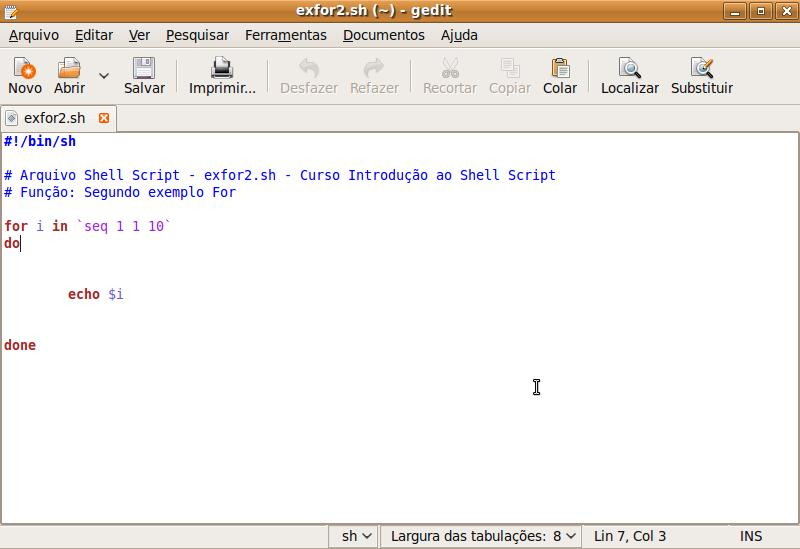 exfor2.sh (~) - gedit
Arquivo Editar Ver Pesquisar Ferramentas Documentos Ajuda
Novo Abrir Salvar Imprimir... Desfazer Refazer Recortar Copiar Colar Localizar Substituir
exfor2.sh
#!/bin/sh
# Arquivo Shell Script - exfor2.sh - Curso Introdução ao Shell Script
# Função: Segundo exemplo For
for i in `seq 1 1 10`
do
echo $i
done
sh Largura das tabulações: 8 Lin 7, Col 3 INS